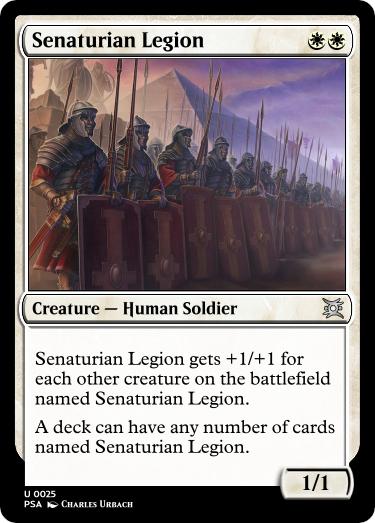 Senaturian Legion
Creature — Human Soldier
Senaturian Legion gets +1/+1 for
each other creature on the battlefield
named Senaturian Legion.
A deck can have any number of cards
named Senaturian Legion.
1/1
U 0025
PSA Charles Urbach